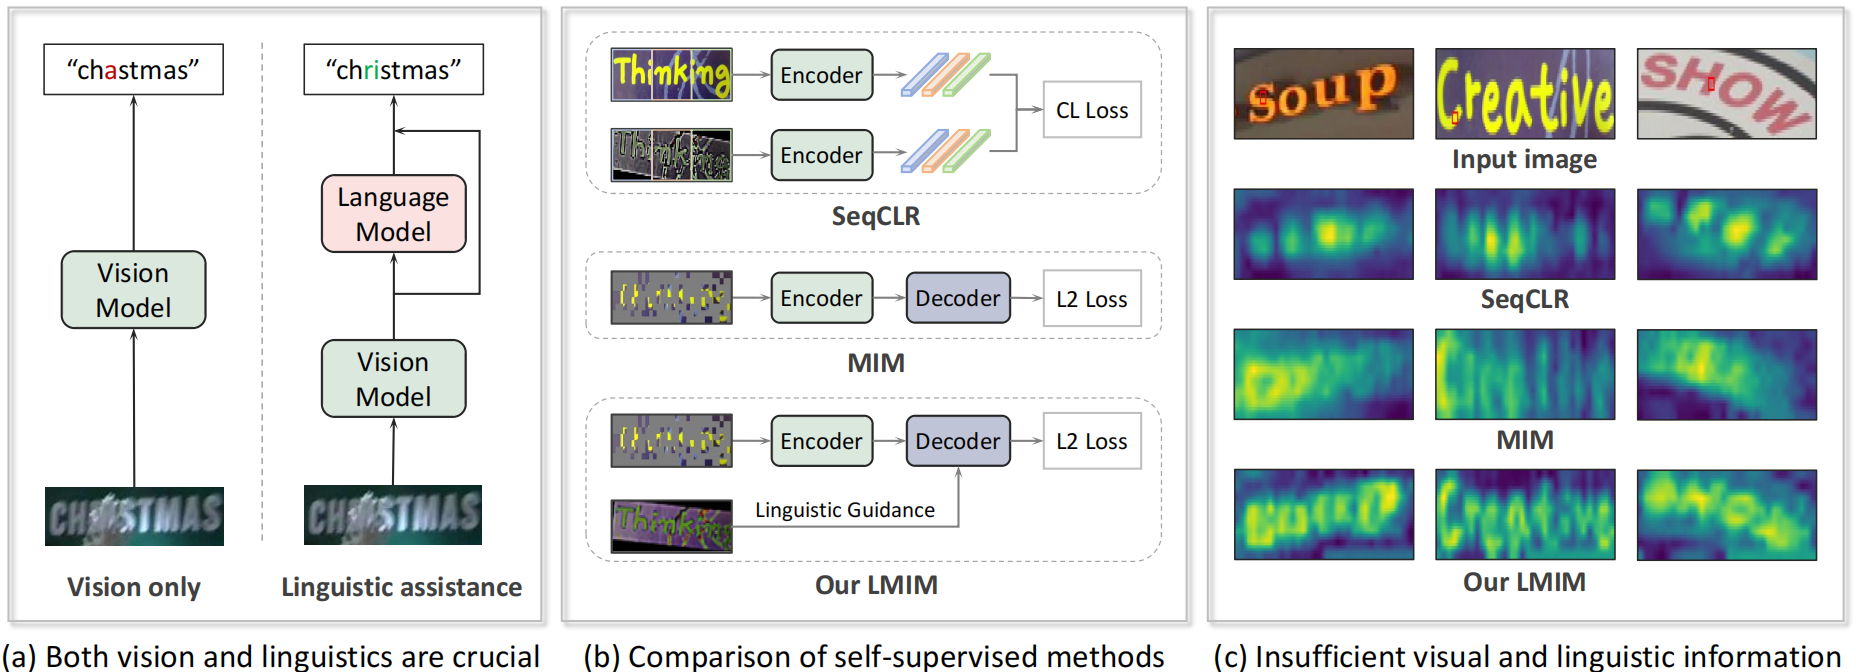 “chastmas”
Vision
Model
CHSTMAS
Vision only
“christmas”
Language
Model
Vision
Model
CHSTMAS
Linguistic assistance
(a) Both vision and linguistics are crucial
Thinking
Encoder
Thinking
Encoder
CL Loss
SeqCLR
Encoder
Decoder
L2 Loss
MIM
Encoder
Decoder
L2 Loss
Thinking
Linguistic Guidance
Our LMIM
(b) Comparison of self-supervised methods
soup
Creative
SHOW
Input image
SeqCLR
MIM
Creative
Our LMIM
(c) Insufficient visual and linguistic information